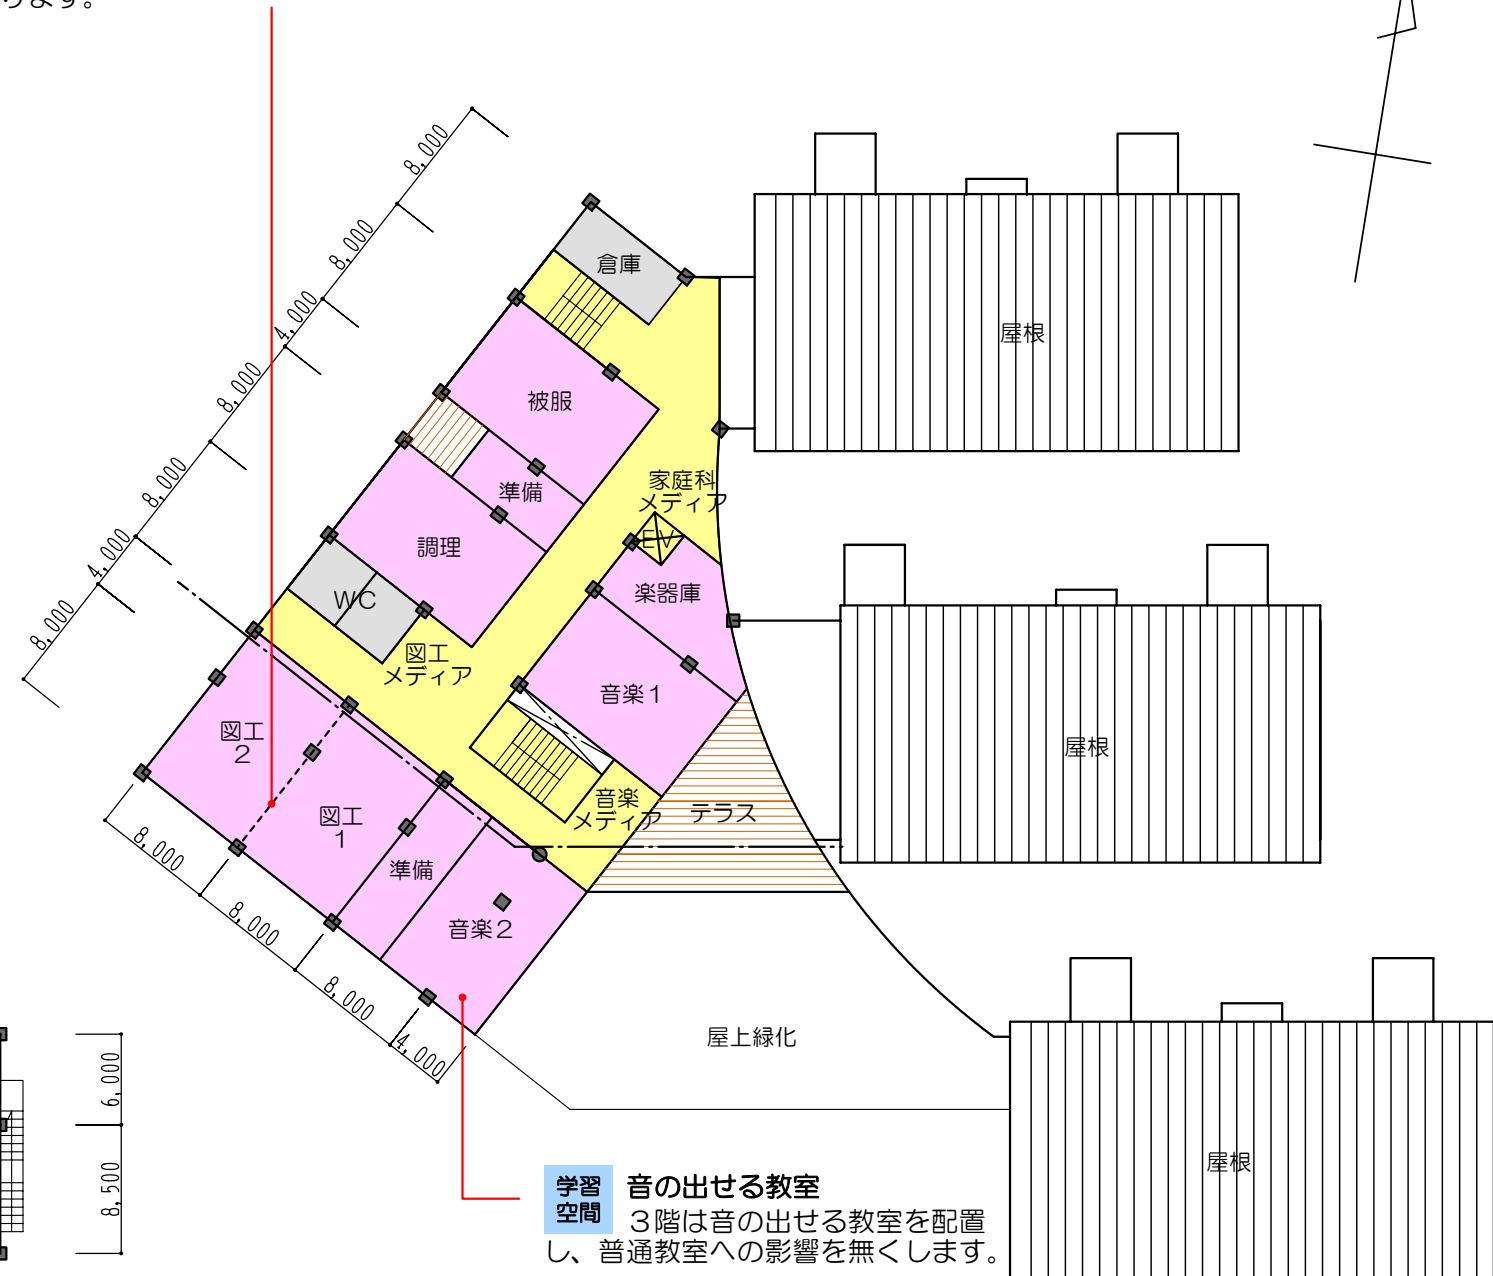 ります。
8,000
8,000
4,000
8,000
8,000
4,000
8,000
倉庫
屋根
被服
家庭科
メディア
準備
EV
調理
楽器庫
WC
図工
メディア
音楽1
図工
2
屋根
図工
1
音楽
メディア
テラス
準備
音楽2
8,000
8,000
8,000
4,000
屋上緑化
6,000
8,500
屋根
学習
空間
音の出せる教室
3階は音の出せる教室を配置
し、普通教室への影響を無くします。